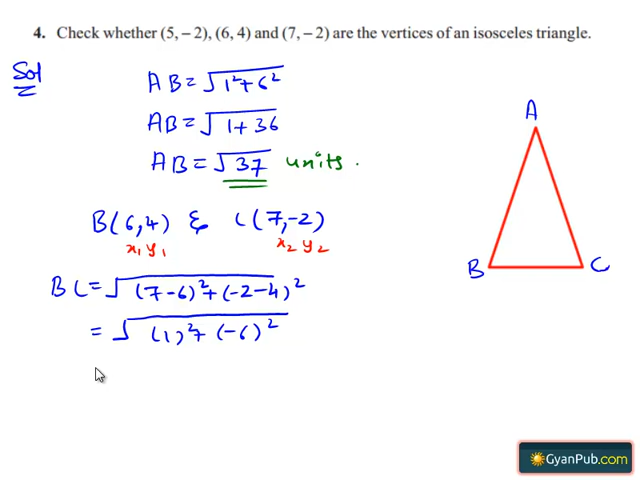 4. Check whether (5, – 2), (6, 4) and (7, – 2) are the vertices of an isosceles triangle.
Sol
AB = √1²+6²
AB = √1+36
AB = √37 units.
B(6,4) & C(7,-2)
x₁ y₁ x₂ y₂
BC = √(7-6)²+(-2-4)²
= √(1)²+(-6)²
A
B C
GyanPub.com